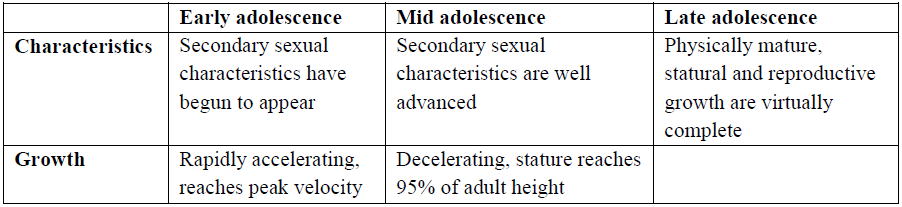 Early adolescence Mid adolescence Late adolescence
Characteristics Secondary sexual Secondary sexual Physically mature,
characteristics have characteristics are well statural and reproductive
begun to appear advanced growth are virtually
complete
Growth Rapidly accelerating, Decelerating, stature reaches
reaches peak velocity 95% of adult height